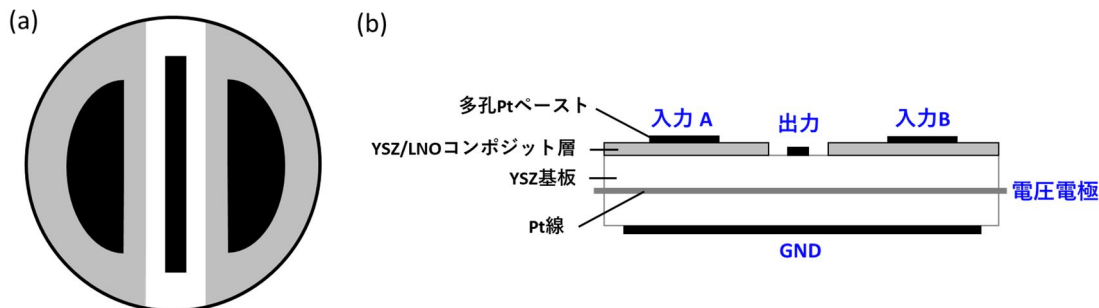 (a)
(b)
多孔Ptペースト
入力 A
出力
入力B
YSZ/LNOコンポジット層
YSZ基板
電圧電極
Pt線
GND